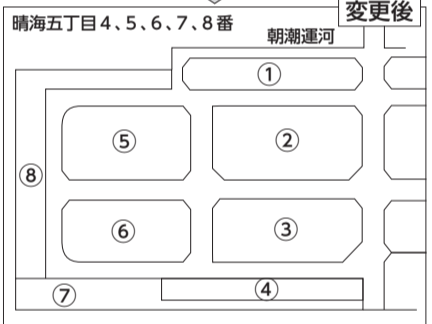 変更後
晴海五丁目4、5、6、7、8番
朝潮運河
①
⑤
②
⑧
⑥
③
⑦
④